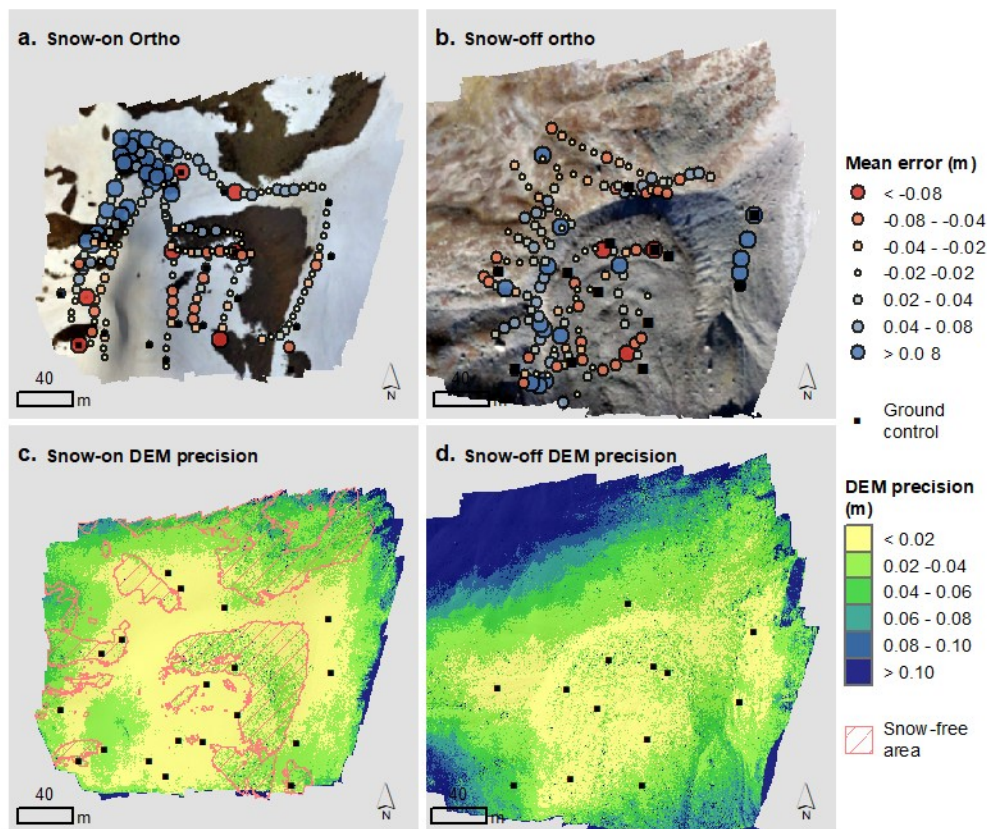 a. Snow-on Ortho
b. Snow-off ortho
40
m
N
40
m
N
c. Snow-on DEM precision
d. Snow-off DEM precision
40
m
N
40
m
N
Mean error (m)
< -0.08
-0.08 - -0.04
-0.04 - -0.02
-0.02 - 0.02
0.02 - 0.04
0.04 - 0.08
> 0.0 8
Ground
control
DEM precision
(m)
< 0.02
0.02 -0.04
0.04 - 0.06
0.06 - 0.08
0.08 - 0.10
> 0.10
Snow-free
area